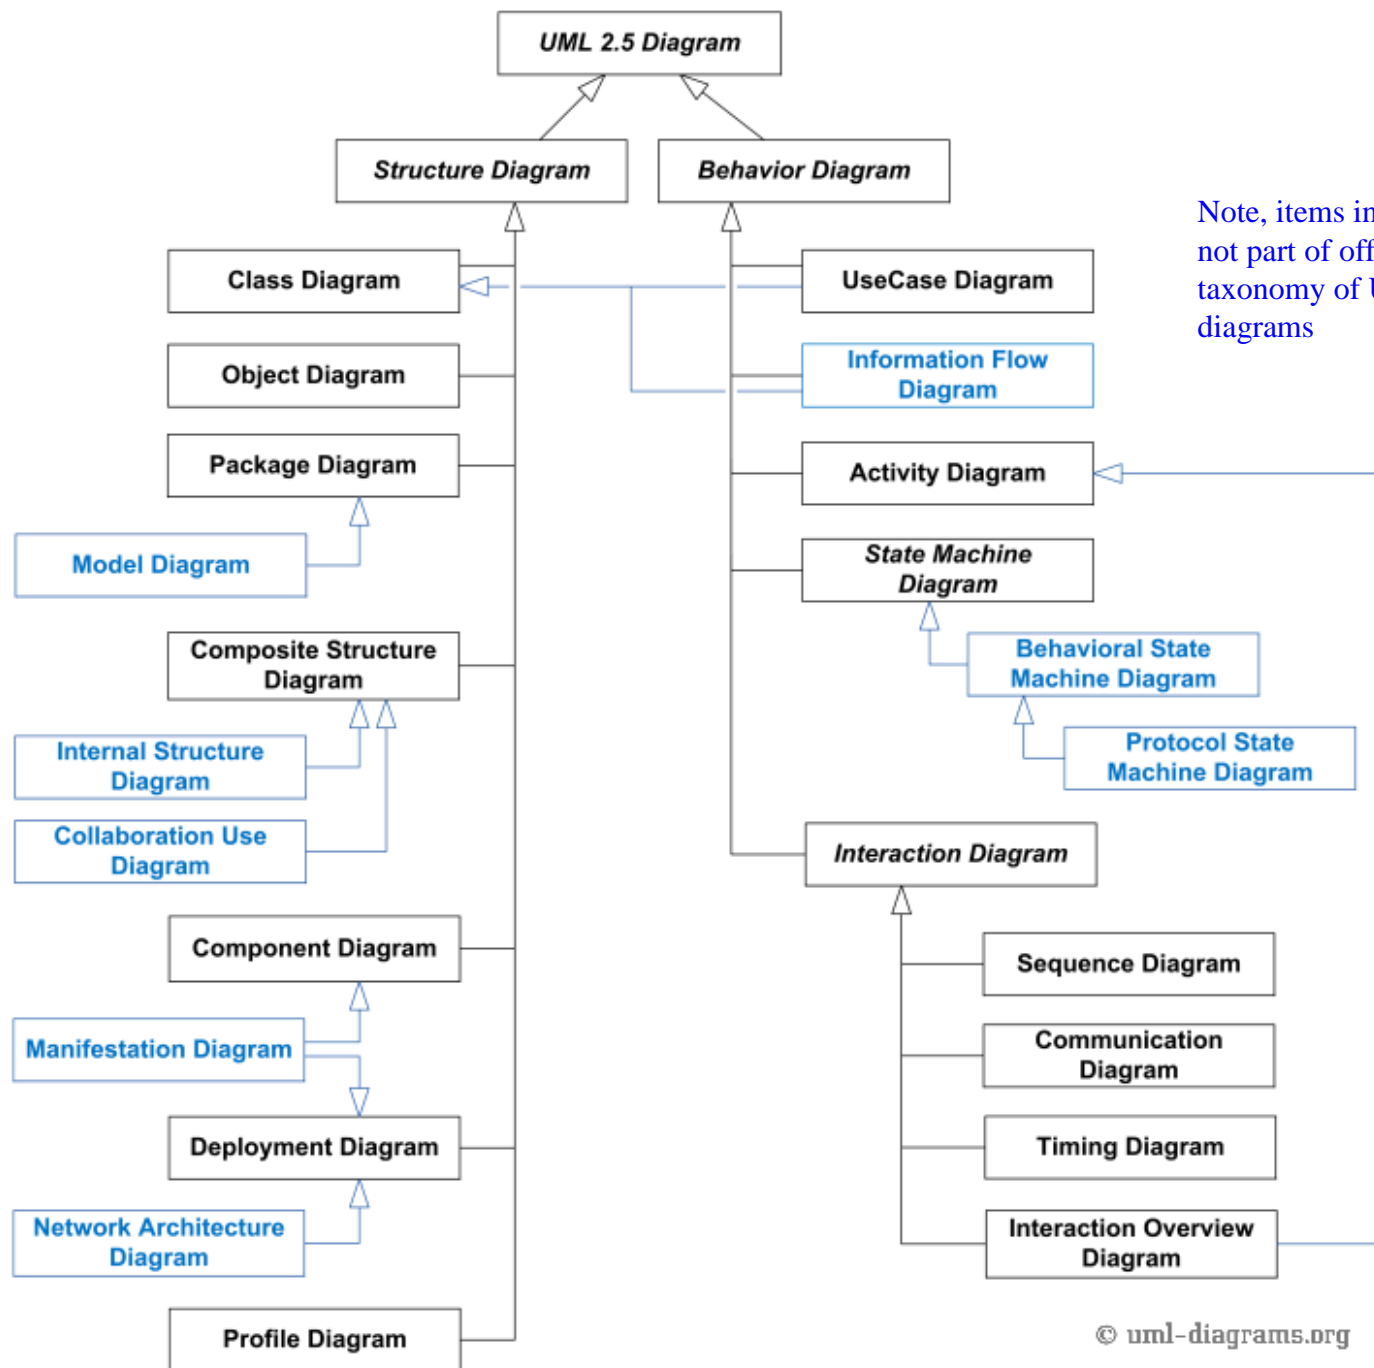 UML 2.5 Diagram
Structure Diagram
Behavior Diagram
Note, items in
not part of off
taxonomy of U
diagrams
Class Diagram
UseCase Diagram
Object Diagram
Information Flow
Diagram
Package Diagram
Activity Diagram
Model Diagram
State Machine
Diagram
Composite Structure
Diagram
Behavioral State
Machine Diagram
Internal Structure
Diagram
Protocol State
Machine Diagram
Collaboration Use
Diagram
Interaction Diagram
Component Diagram
Sequence Diagram
Manifestation Diagram
Communication
Diagram
Deployment Diagram
Timing Diagram
Network Architecture
Diagram
Interaction Overview
Diagram
Profile Diagram
© uml-diagrams.org